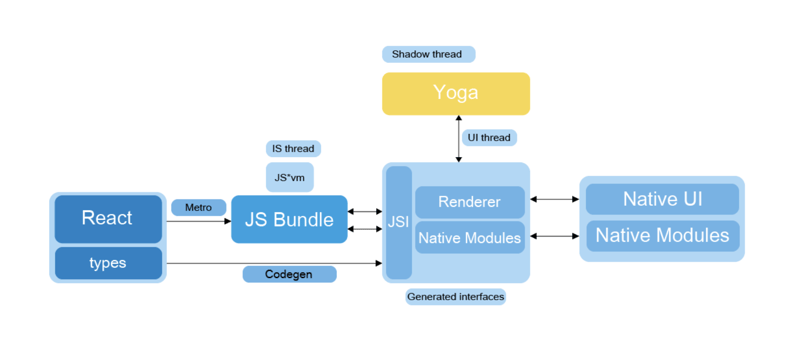 Shadow thread
Yoga
UI thread
IS thread
JS*vm
React
types
Metro
JS Bundle
Codegen
JSI
Renderer
Native Modules
Generated interfaces
Native UI
Native Modules